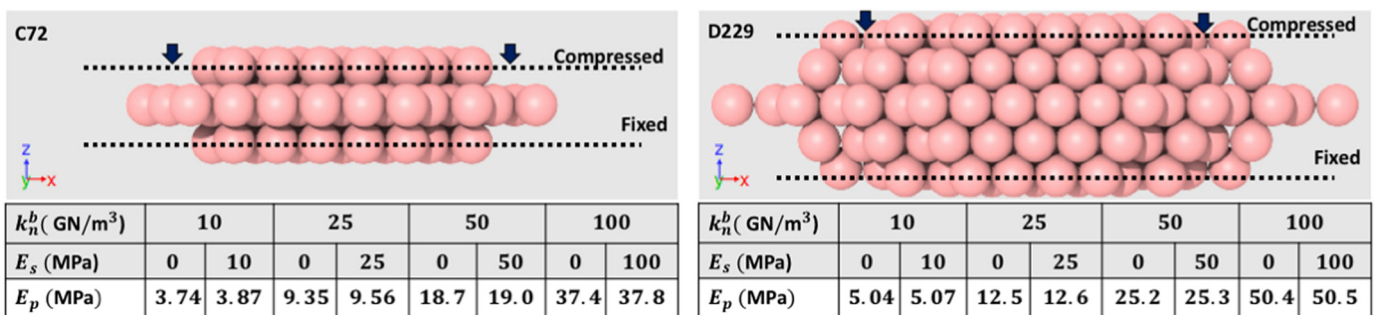 C72
Compressed
Fixed
z
y x
k_n^b( GN/m³) 10 25 50 100
E_s (MPa) 0 10 0 25 0 50 0 100
E_p (MPa) 3.74 3.87 9.35 9.56 18.7 19.0 37.4 37.8
D229
Compressed
Fixed
z
y x
k_n^b( GN/m³) 10 25 50 100
E_s (MPa) 0 10 0 25 0 50 0 100
E_p (MPa) 5.04 5.07 12.5 12.6 25.2 25.3 50.4 50.5